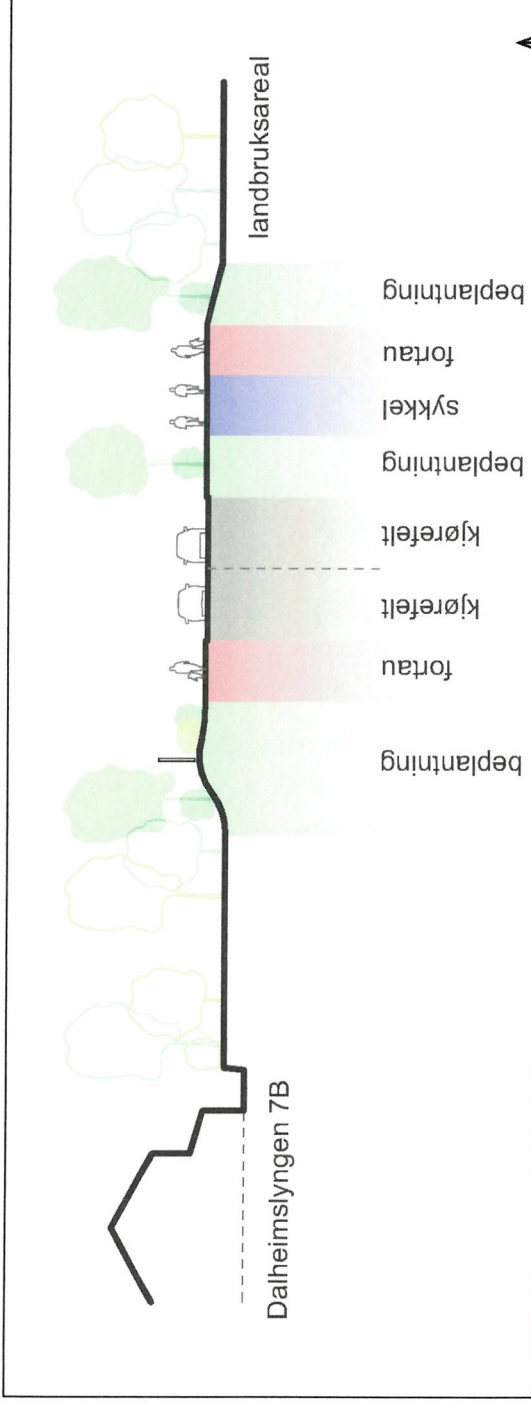 Dalheimslyngen 7B
landbruksareal
beplantning
fortau
kjørefelt
kjørefelt
beplantning
sykkel
fortau
beplantning